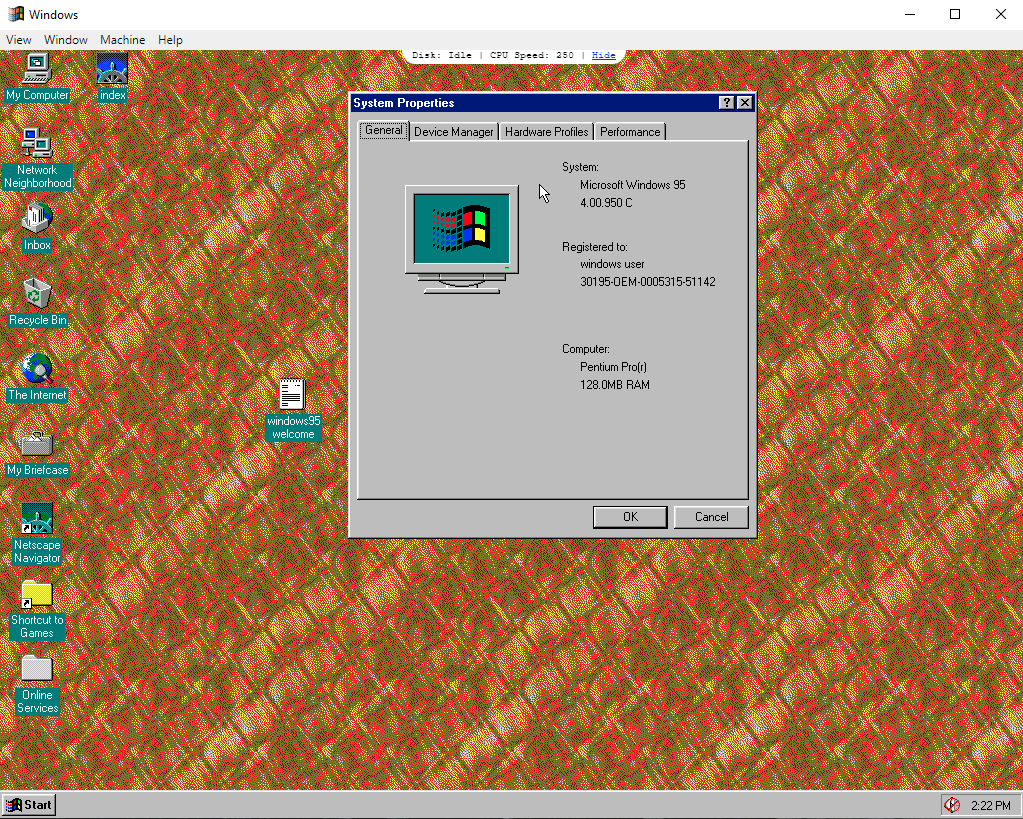 Windows
View Window Machine Help
Disk: Idle | CPU Speed: 250 | Hide
My Computer
index
Network
Neighborhood
Inbox
Recycle Bin
The Internet
My Briefcase
Netscape
Navigator
Shortcut to
Games
Online
Services
windows95
welcome
System Properties
General Device Manager Hardware Profiles Performance
System:
Microsoft Windows 95
4.00.950 C
Registered to:
windows user
30195-OEM-0005315-51142
Computer:
Pentium Pro(r)
128.0MB RAM
OK Cancel
Start
2:22 PM